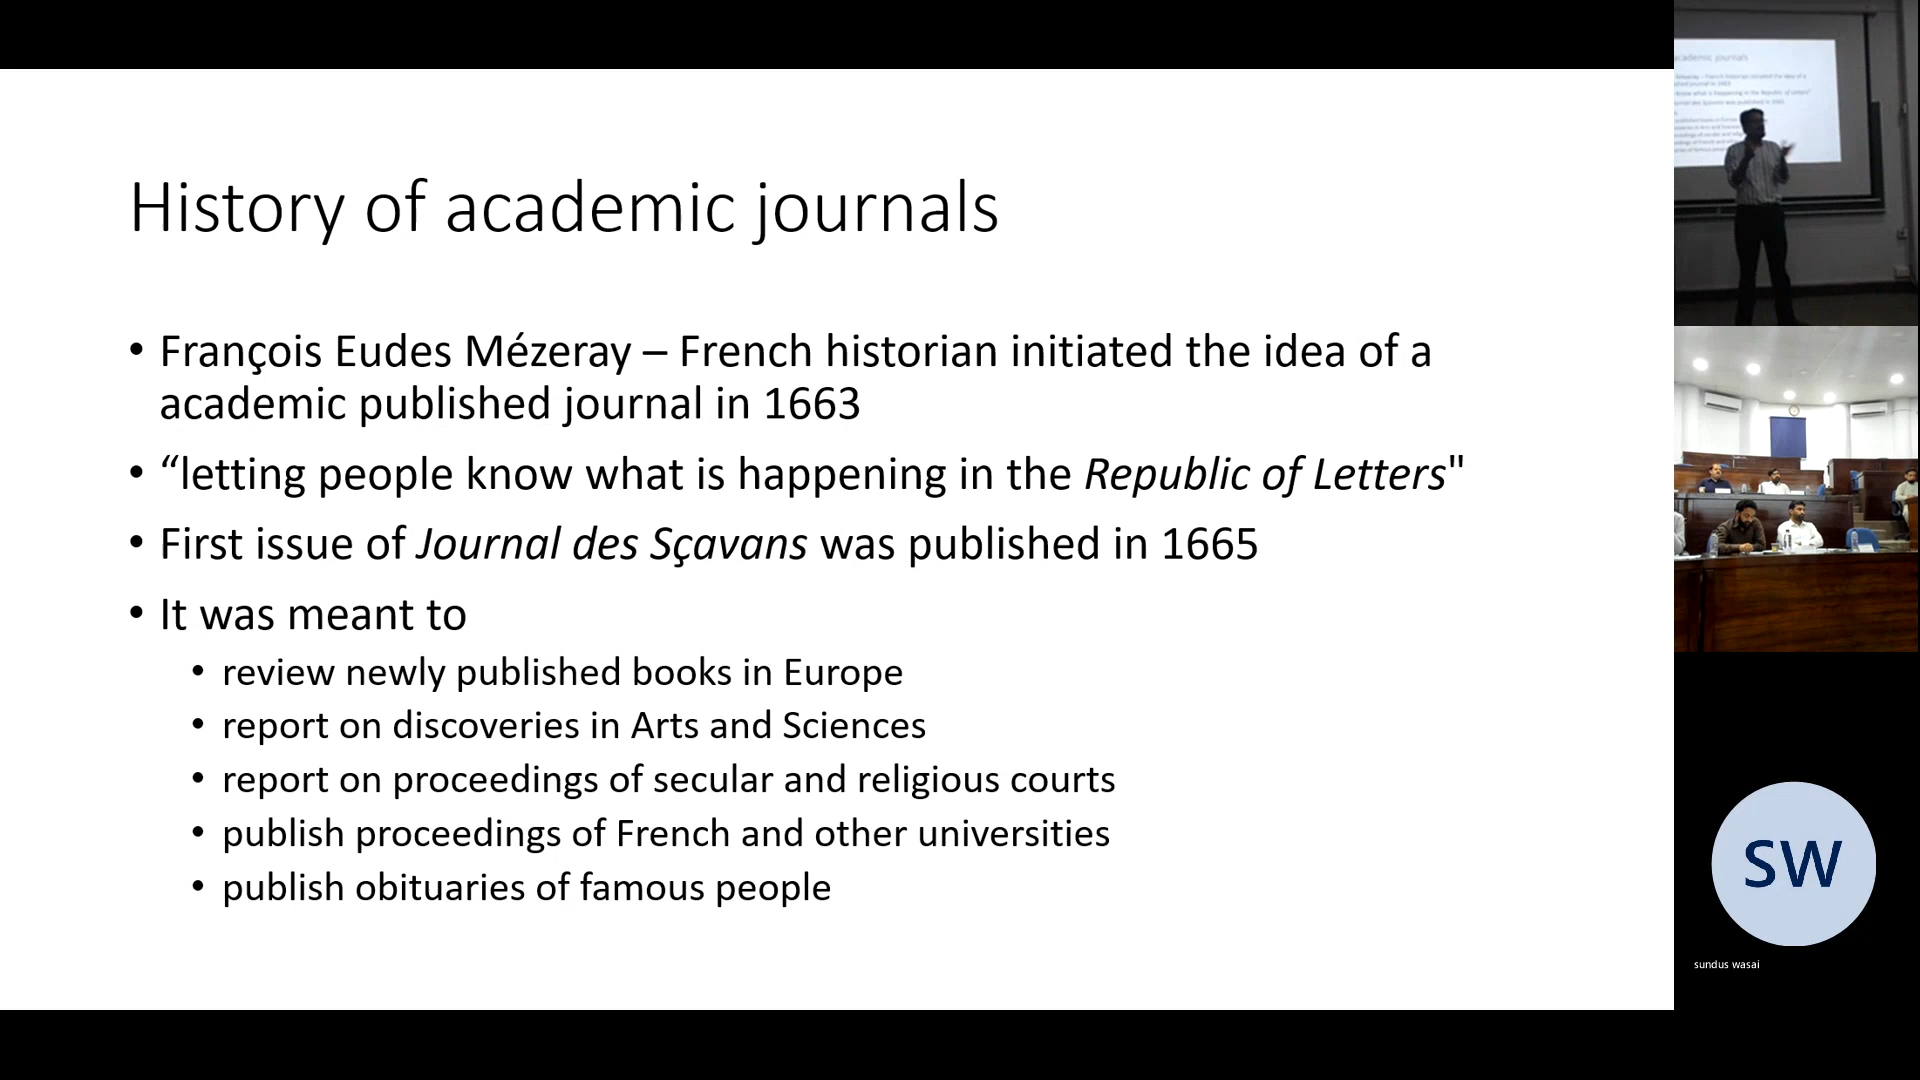 History of academic journals
• François Eudes Mézeray – French historian initiated the idea of a
academic published journal in 1663
• “letting people know what is happening in the Republic of Letters"
• First issue of Journal des Sçavans was published in 1665
• It was meant to
• review newly published books in Europe
• report on discoveries in Arts and Sciences
• report on proceedings of secular and religious courts
• publish proceedings of French and other universities
• publish obituaries of famous people
academic journals
SW
sundus wasai